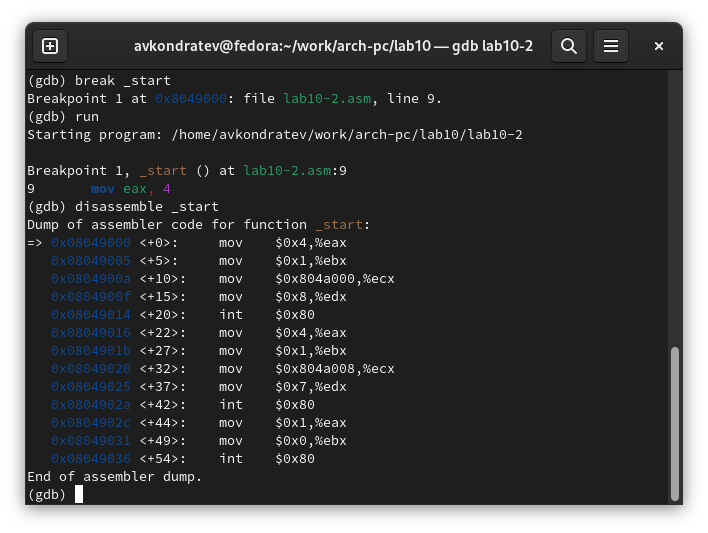 avkondratev@fedora:~/work/arch-pc/lab10 — gdb lab10-2
(gdb) break _start
Breakpoint 1 at 0x8049000: file lab10-2.asm, line 9.
(gdb) run
Starting program: /home/avkondratev/work/arch-pc/lab10/lab10-2
Breakpoint 1, _start () at lab10-2.asm:9
9       mov eax, 4
(gdb) disassemble _start
Dump of assembler code for function _start:
=> 0x08049000 <+0>:     mov    $0x4,%eax
   0x08049005 <+5>:     mov    $0x1,%ebx
   0x0804900a <+10>:    mov    $0x804a000,%ecx
   0x0804900f <+15>:    mov    $0x8,%edx
   0x08049014 <+20>:    int    $0x80
   0x08049016 <+22>:    mov    $0x4,%eax
   0x0804901b <+27>:    mov    $0x1,%ebx
   0x08049020 <+32>:    mov    $0x804a008,%ecx
   0x08049025 <+37>:    mov    $0x7,%edx
   0x0804902a <+42>:    int    $0x80
   0x0804902c <+44>:    mov    $0x1,%eax
   0x08049031 <+49>:    mov    $0x0,%ebx
   0x08049036 <+54>:    int    $0x80
End of assembler dump.
(gdb)